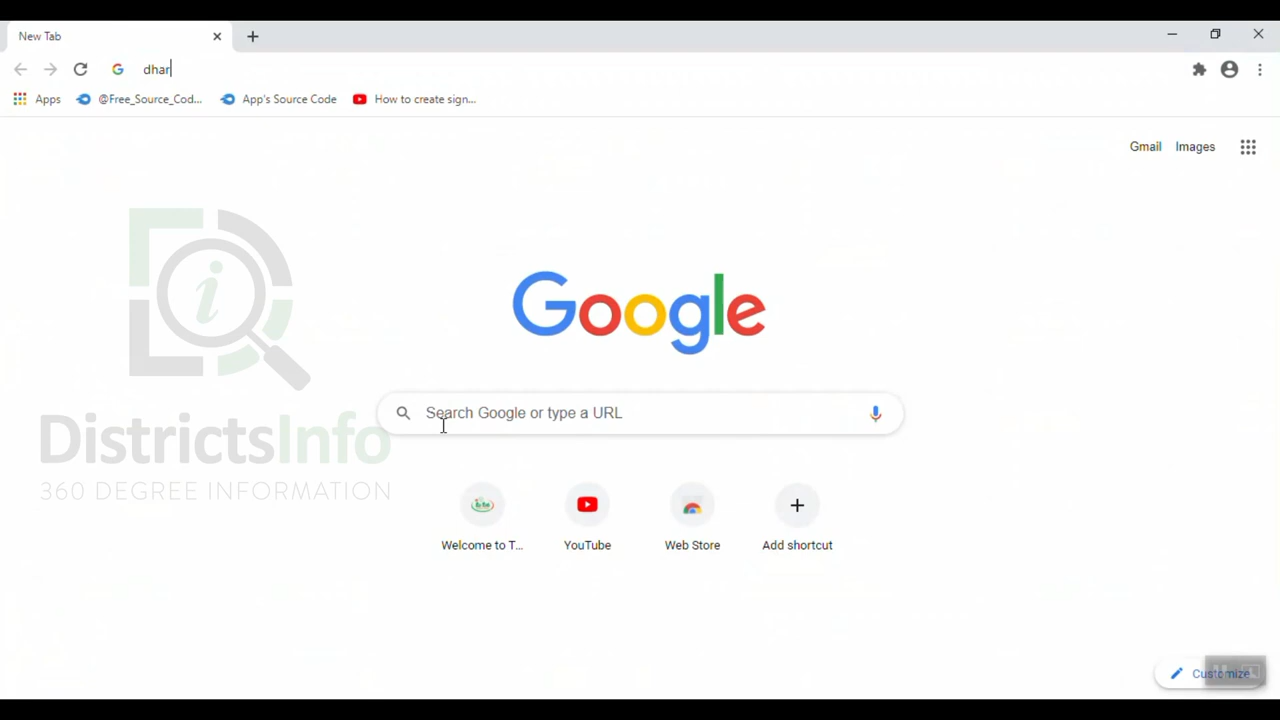 New Tab
dhar
Apps
@Free_Source_Cod...
App's Source Code
How to create sign...
Gmail
Images
Google
DistrictsInfo
360 DEGREE INFORMATION
Search Google or type a URL
Welcome to T...
YouTube
Web Store
Add shortcut
Customize